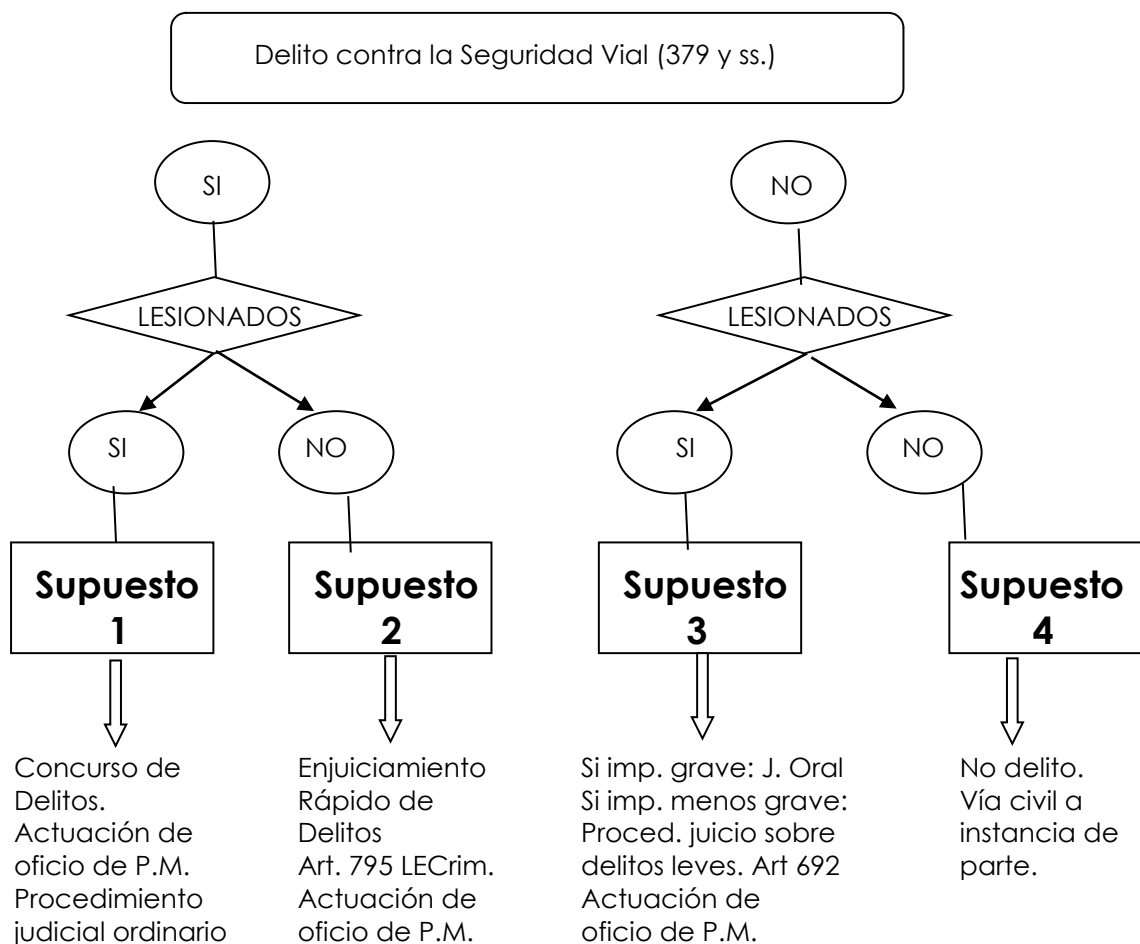 Delito contra la Seguridad Vial (379 y ss.)
SI
NO
LESIONADOS
LESIONADOS
SI
NO
SI
NO
Supuesto
1
Supuesto
2
Supuesto
3
Supuesto
4
Concurso de
Delitos.
Actuación de
oficio de P.M.
Procedimiento
judicial ordinario
Enjuiciamiento
Rápido de
Delitos
Art. 795 LECrim.
Actuación de
oficio de P.M.
Si imp. grave: J. Oral
Si imp. menos grave:
Proced. juicio sobre
delitos leves. Art 692
Actuación de
oficio de P.M.
No delito.
Vía civil a
instancia de
parte.